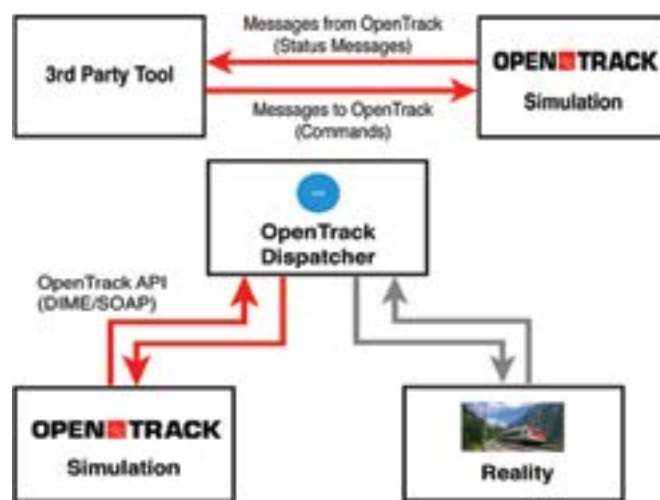 Messages from OpenTrack
(Status Messages)
3rd Party Tool
OPEN TRACK
Simulation
Messages to OpenTrack
(Commands)
OpenTrack
Dispatcher
OpenTrack API
(DIME/SOAP)
OPEN TRACK
Simulation
Reality